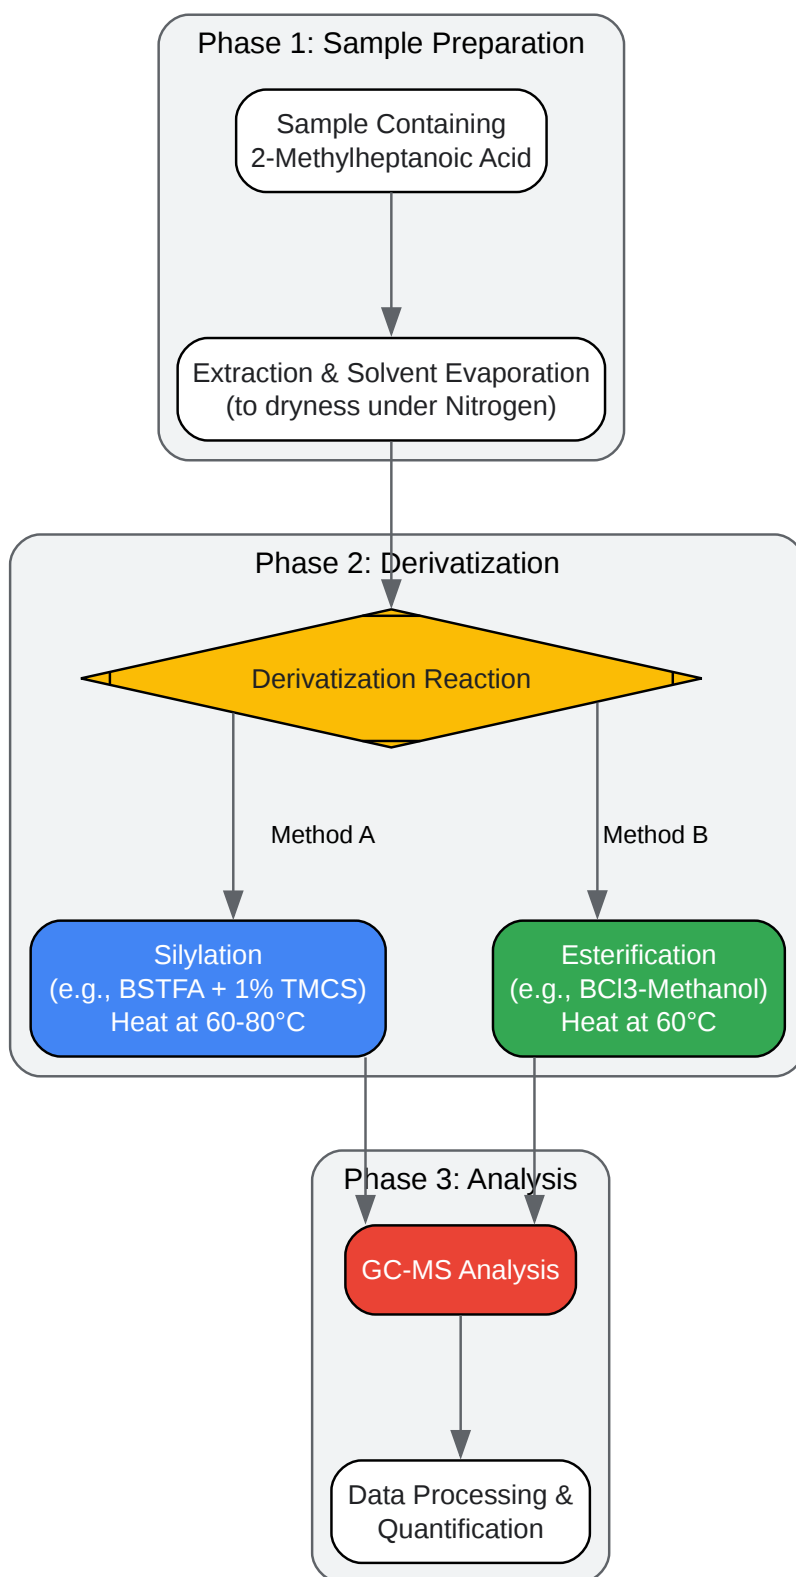 Phase 1: Sample Preparation
Sample Containing
2-Methylheptanoic Acid
Extraction & Solvent Evaporation
(to dryness under Nitrogen)
Phase 2: Derivatization
Derivatization Reaction
Method A
Method B
Silylation
(e.g., BSTFA + 1% TMCS)
Heat at 60-80°C
Esterification
(e.g., BCl3-Methanol)
Heat at 60°C
Phase 3: Analysis
GC-MS Analysis
Data Processing &
Quantification